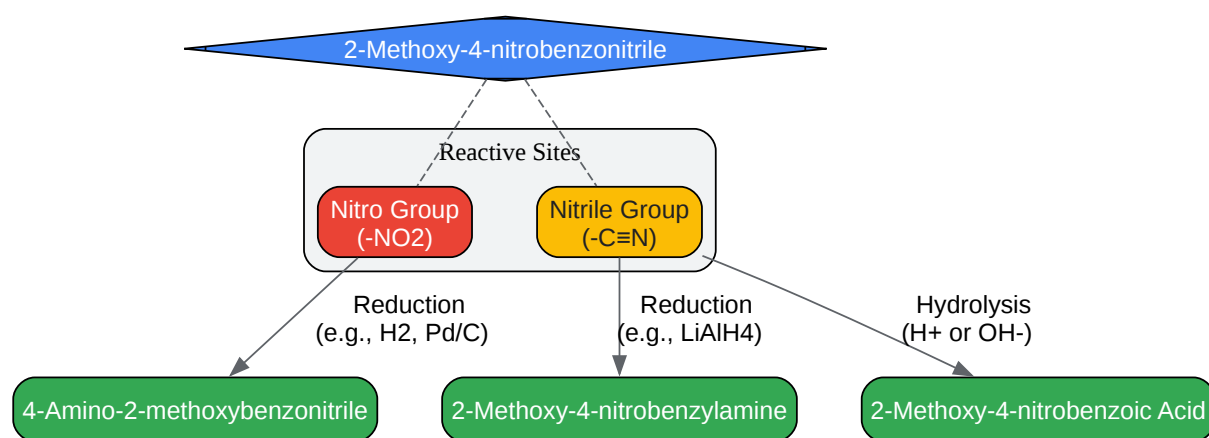 2-Methoxy-4-nitrobenzonitrile
Reactive Sites
Nitro Group
(-NO2)
Nitrile Group
(-C≡N)
Reduction
(e.g., H2, Pd/C)
Reduction
(e.g., LiAlH4)
Hydrolysis
(H+ or OH-)
4-Amino-2-methoxybenzonitrile
2-Methoxy-4-nitrobenzylamine
2-Methoxy-4-nitrobenzoic Acid